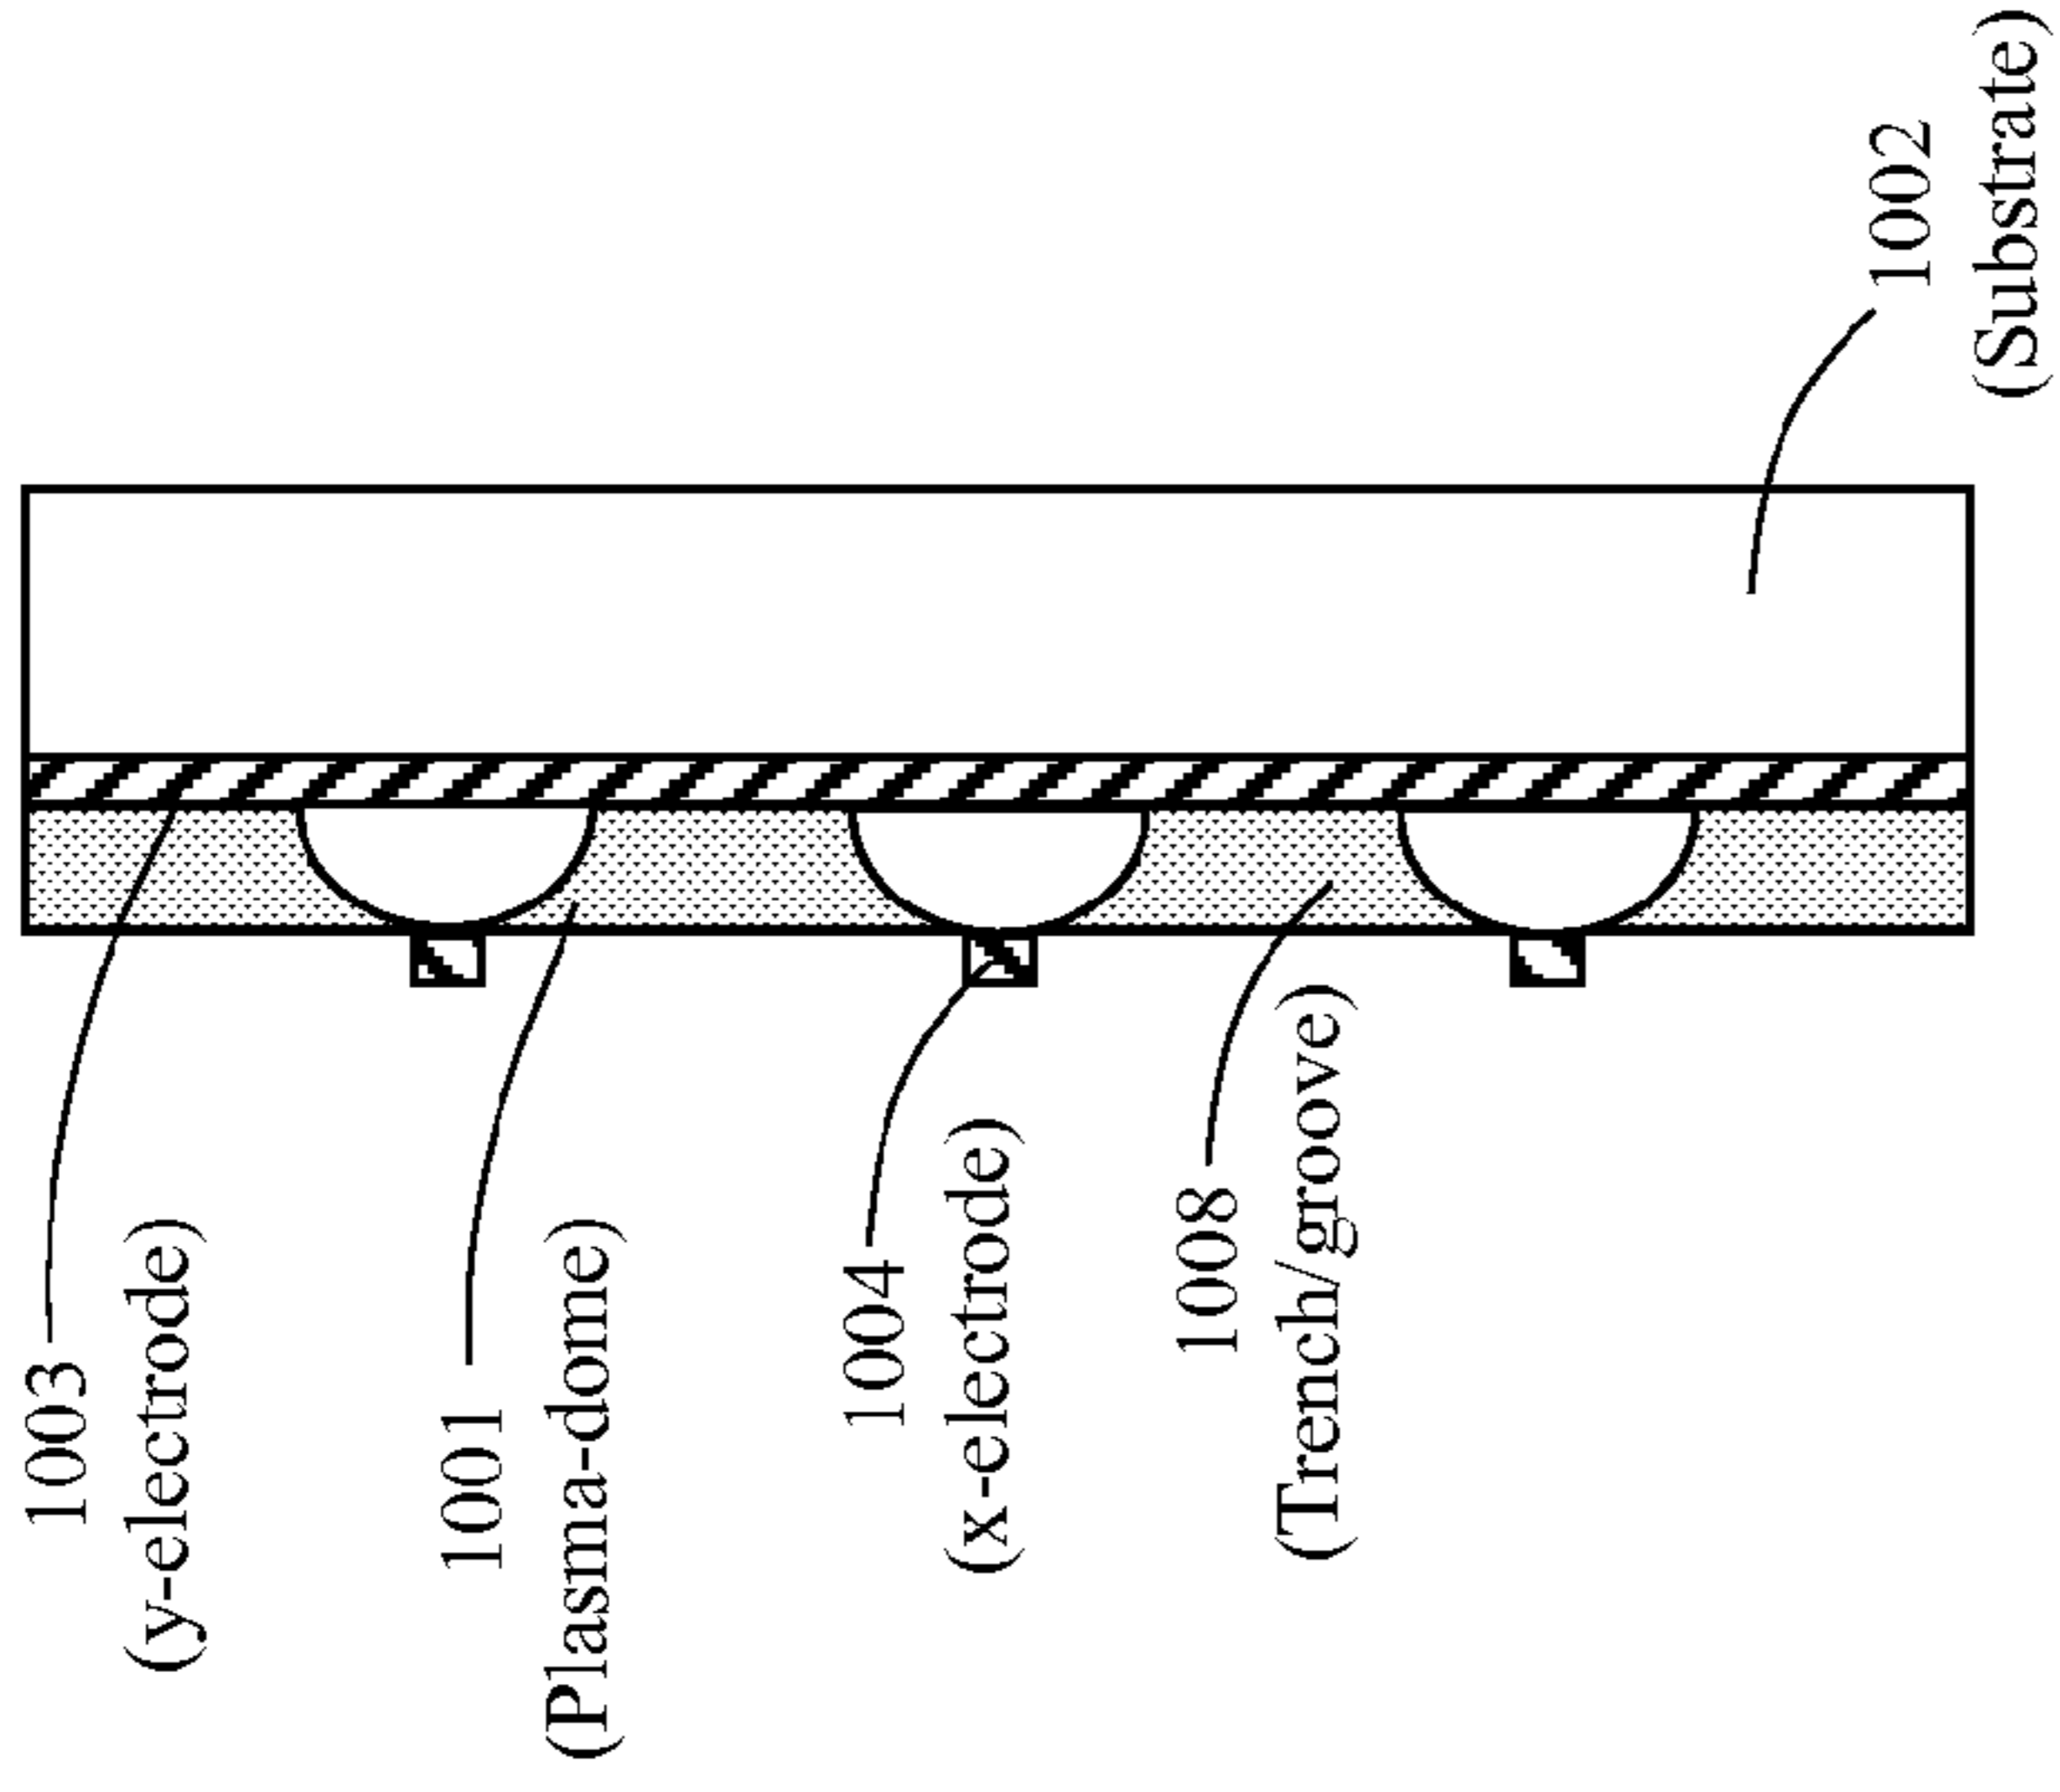 1003
(y-electrode)
1001
(Plasma-dome)
1004
(x-electrode)
1008
(Trench/groove)
1002
(Substrate)